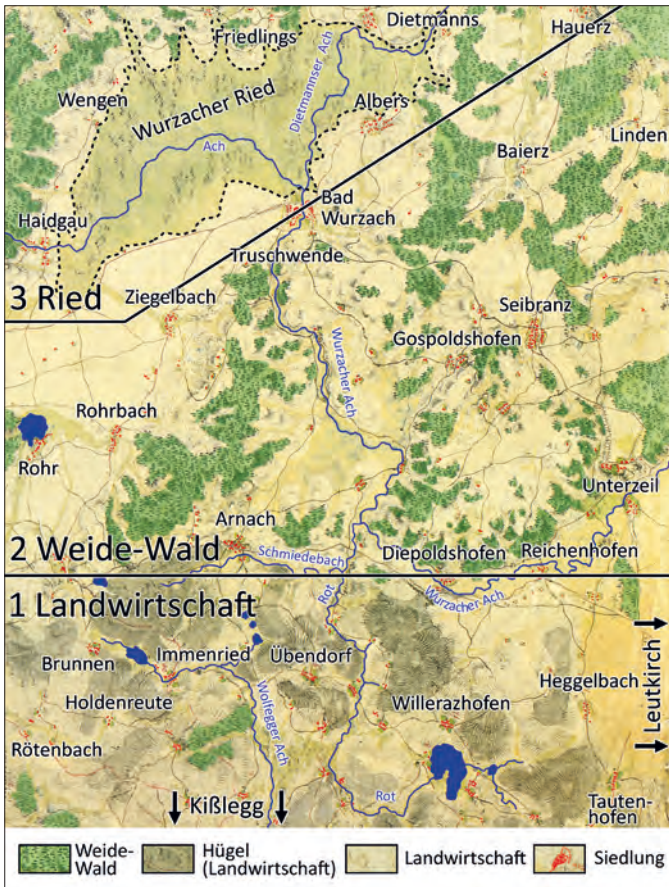 Dietmanns
Friedlings
Hauerz
Dietmannser Ach
Wengen
Wurzacher Ried
Albers
Linden
Ach
Baierz
Bad
Wurzach
Haidgau
Truschwende
3 Ried
Ziegelbach
Seibranz
Gospoldshofen
Wurzacher Ach
Rohrbach
Rohr
Unterzeil
Arnach
2 Weide-Wald
Schmiedebach
Diepoldshofen
Reichenhofen
1 Landwirtschaft
Rot
Wurzacher Ach
Brunnen
Immenried
Übendorf
Heggelbach
Leutkirch
Holdenreute
Willerazhofen
Wolfegger Ach
Rötenbach
Rot
Kißlegg
Tauten-
hofen
Weide-
Wald
Hügel
(Landwirtschaft)
Landwirtschaft
Siedlung